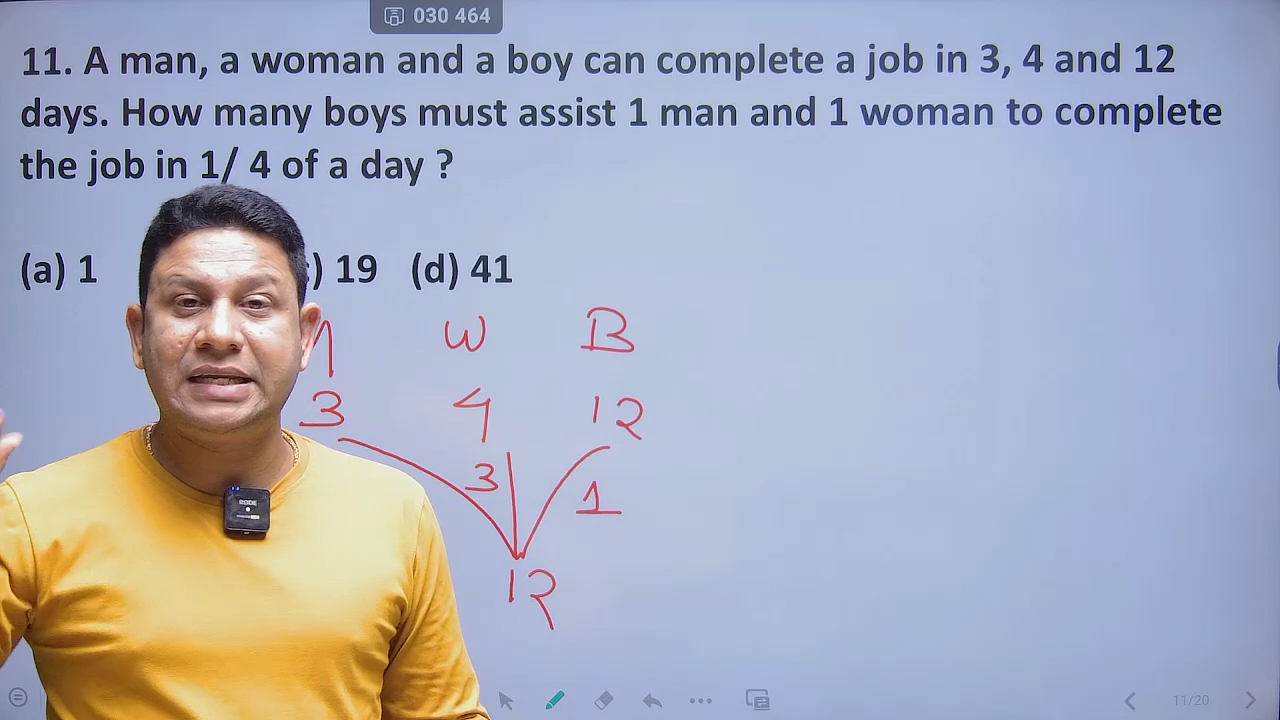 030 464
11. A man, a woman and a boy can complete a job in 3, 4 and 12
days. How many boys must assist 1 man and 1 woman to complete
the job in 1/ 4 of a day ?
(a) 1 ) 19 (d) 41
W B
3 4 12
3 1
12
RODE
11/20